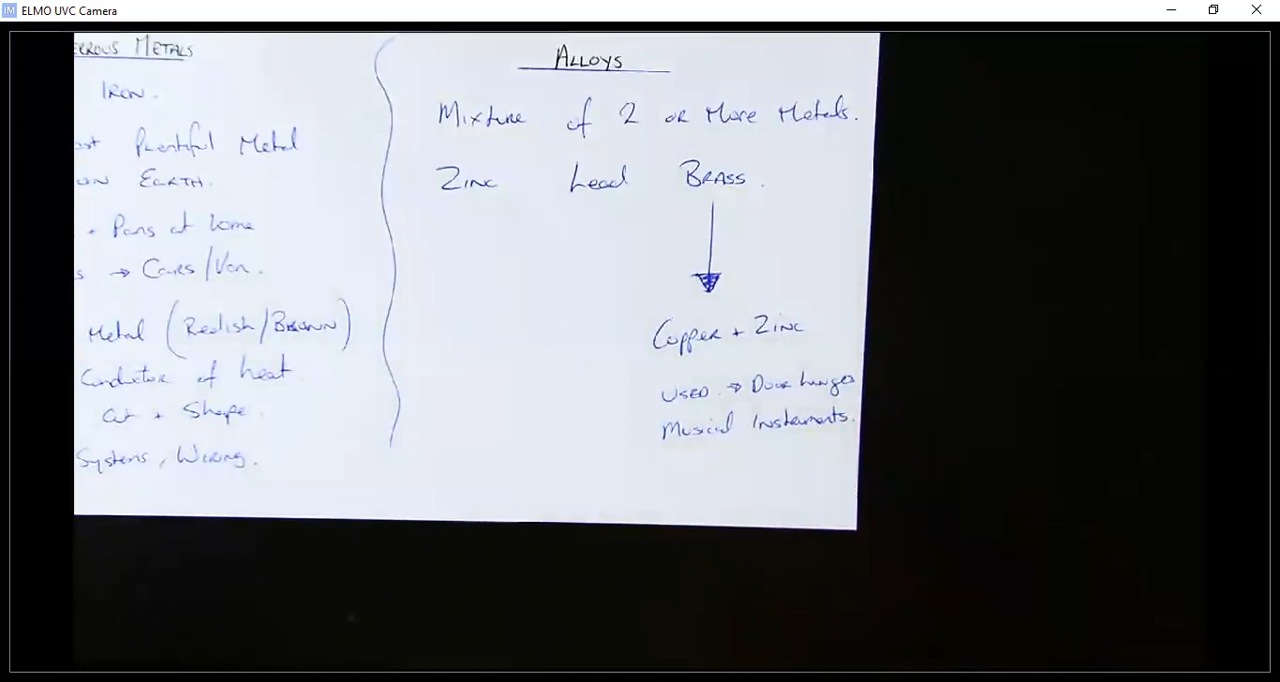 ELMO UVC Camera
ERROUS METALS
IRON.
ost Plentiful Metal
ON EARTH.
+ Pans at home
s → Cars/Van.
Metal (Redish/BROWN)
Conductor of heat
Cut + Shape.
Systems, Wiring.
ALLOYS
Mixture of 2 OR More Metals.
Zinc Lead BRASS.
Copper + Zinc
USED → Door hinges
Musical Instruments.